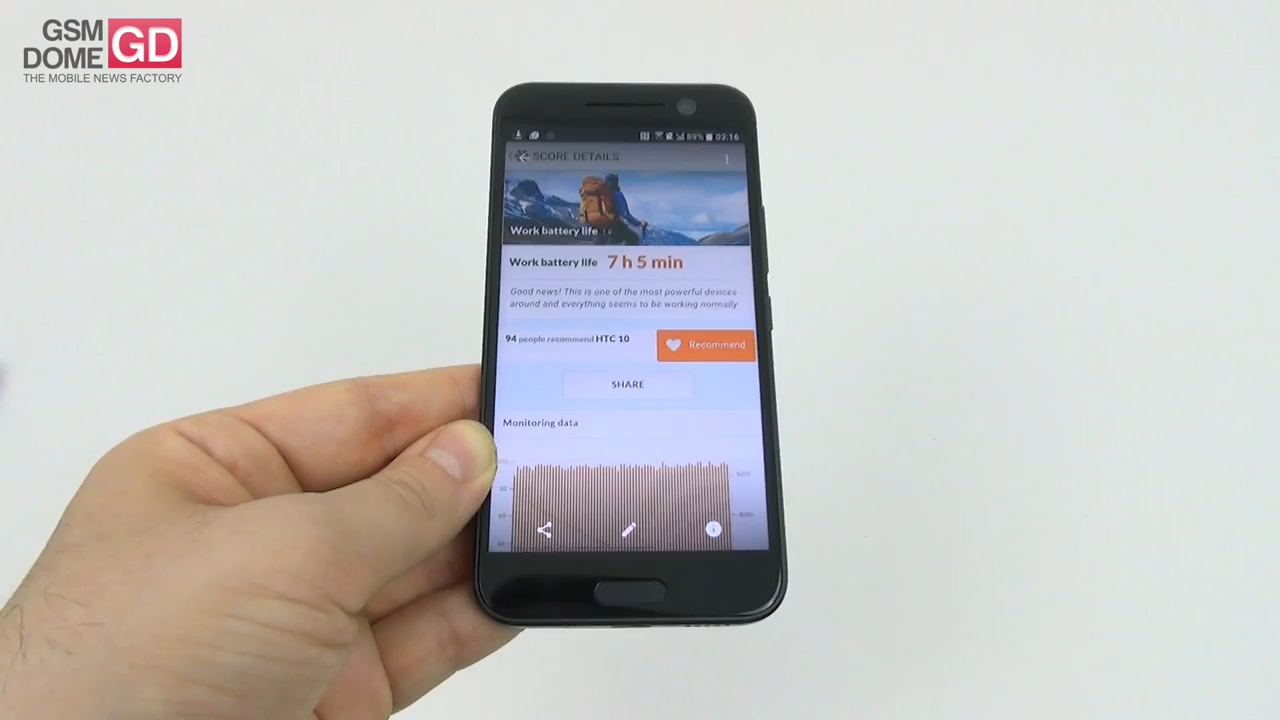 GSM
DOME GD
THE MOBILE NEWS FACTORY
89% 03:16
SCORE DETAILS
Work battery life
Work battery life 7 h 5 min
Good news! This is one of the most powerful devices
around and everything seems to be working normally.
94 people recommend HTC 10
Recommend
SHARE
Monitoring data